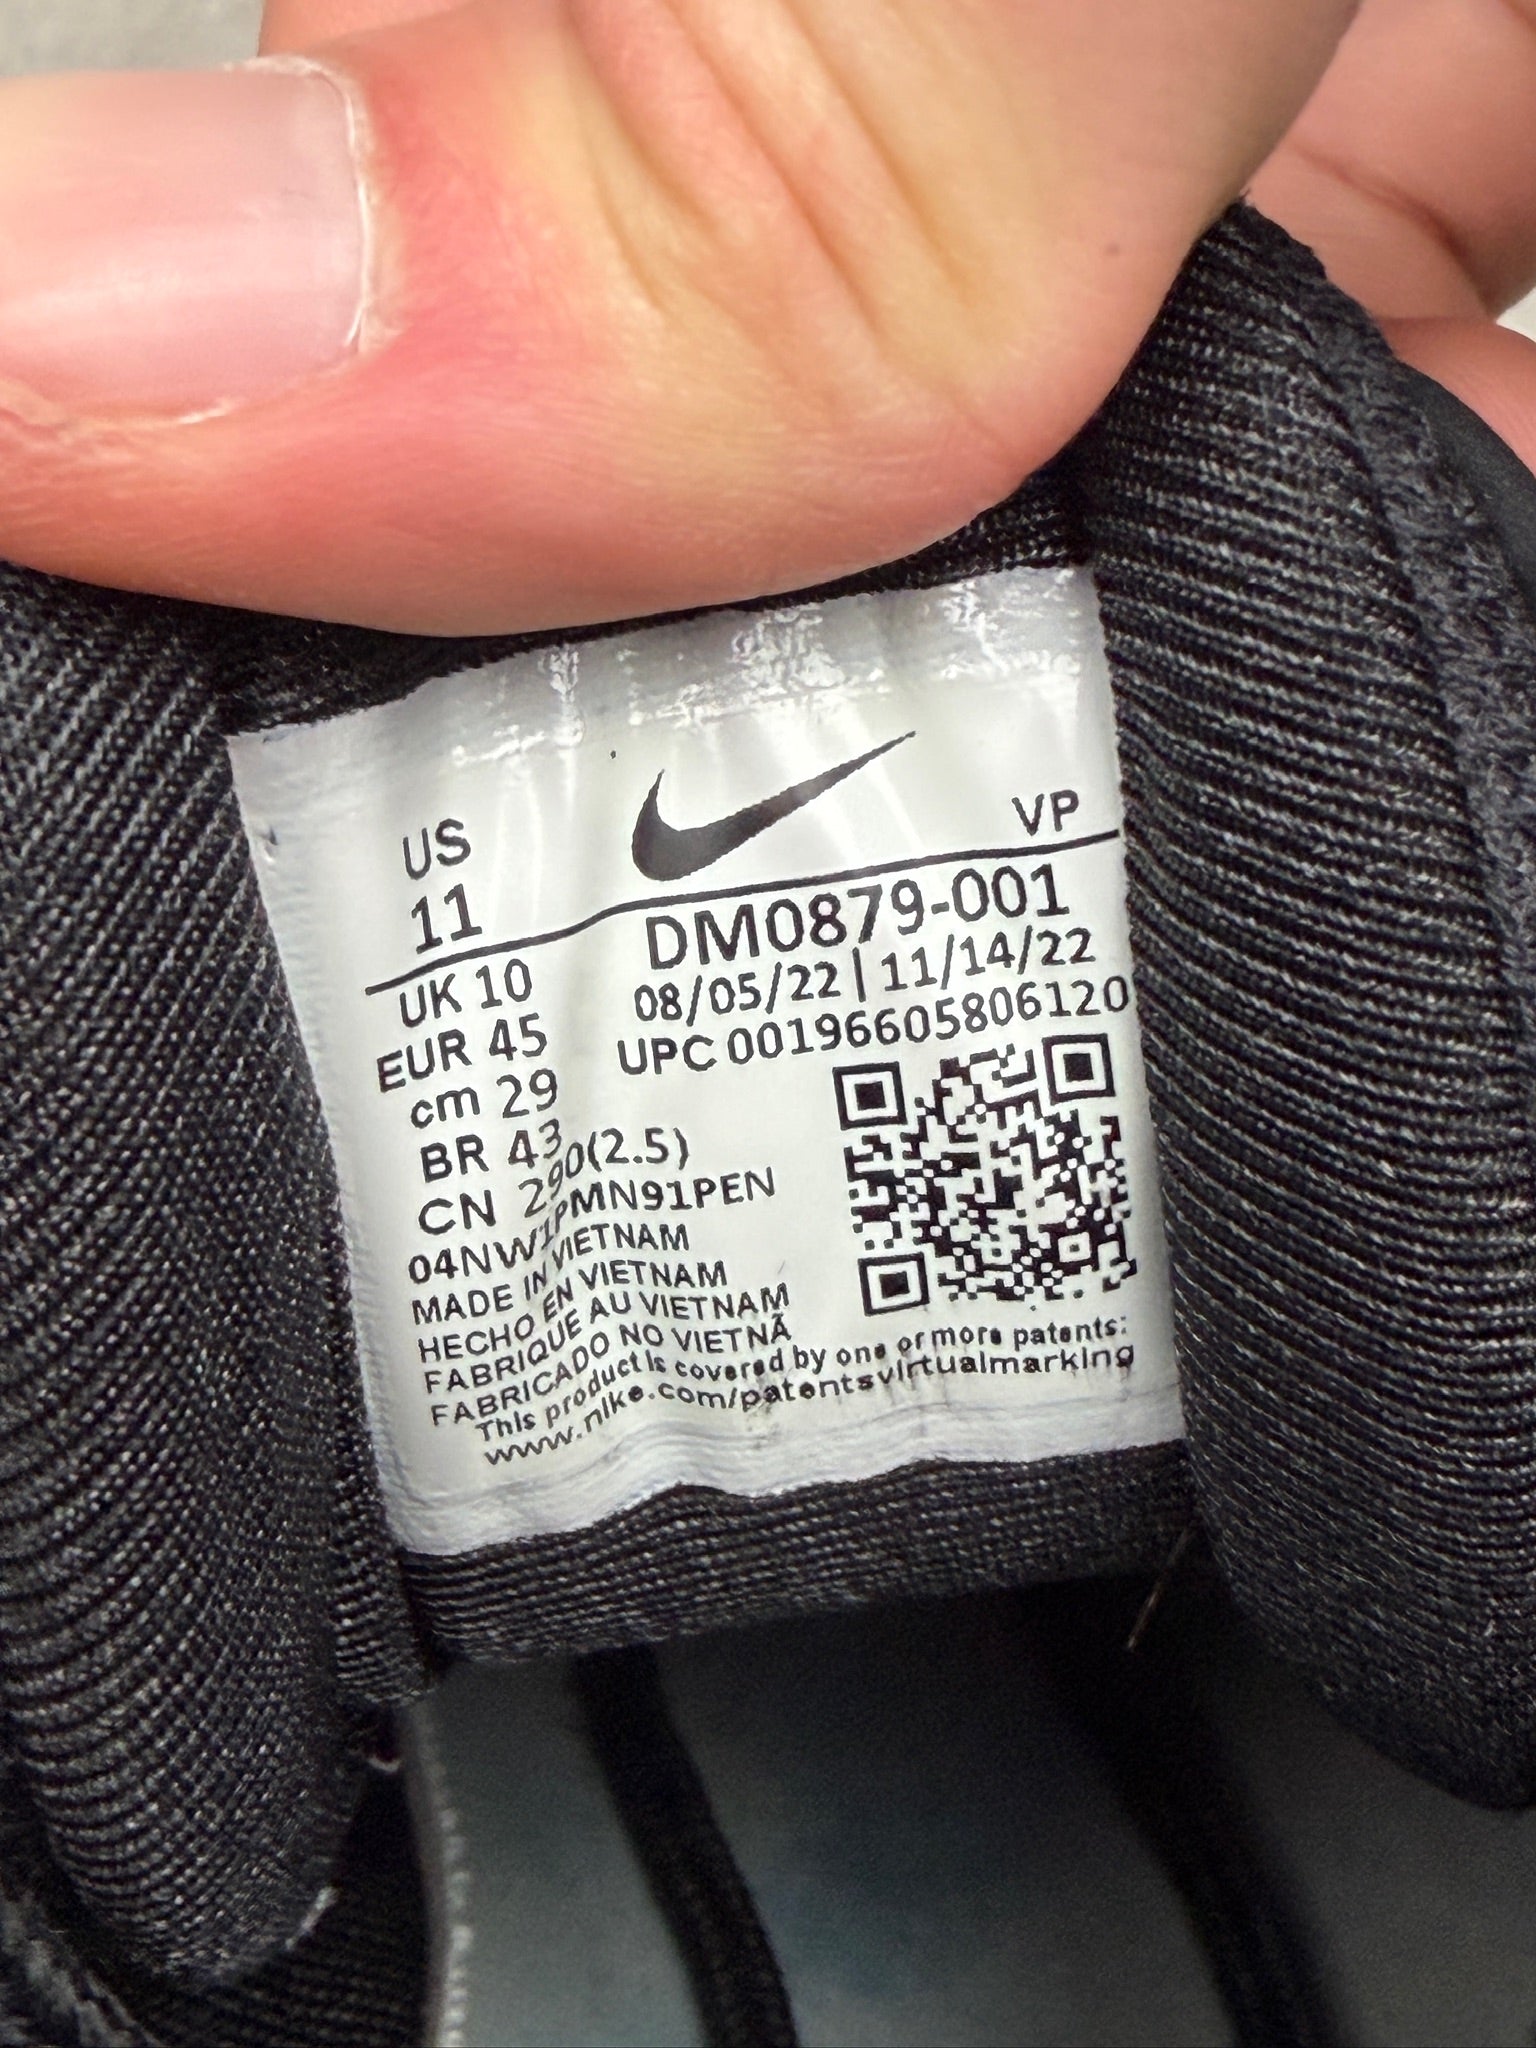 US
11
VP
DM0879-001
08/05/22 | 11/14/22
UPC 00196605806120
UK 10
EUR 45
cm 29
BR 43
CN 290(2.5)
04NW1PMN91PEN
MADE IN VIETNAM
HECHO EN VIETNAM
FABRIQUE AU VIETNAM
FABRICADO NO VIETNÃ
This product is covered by one or more patents:
www.nike.com/patentsvirtualmarking